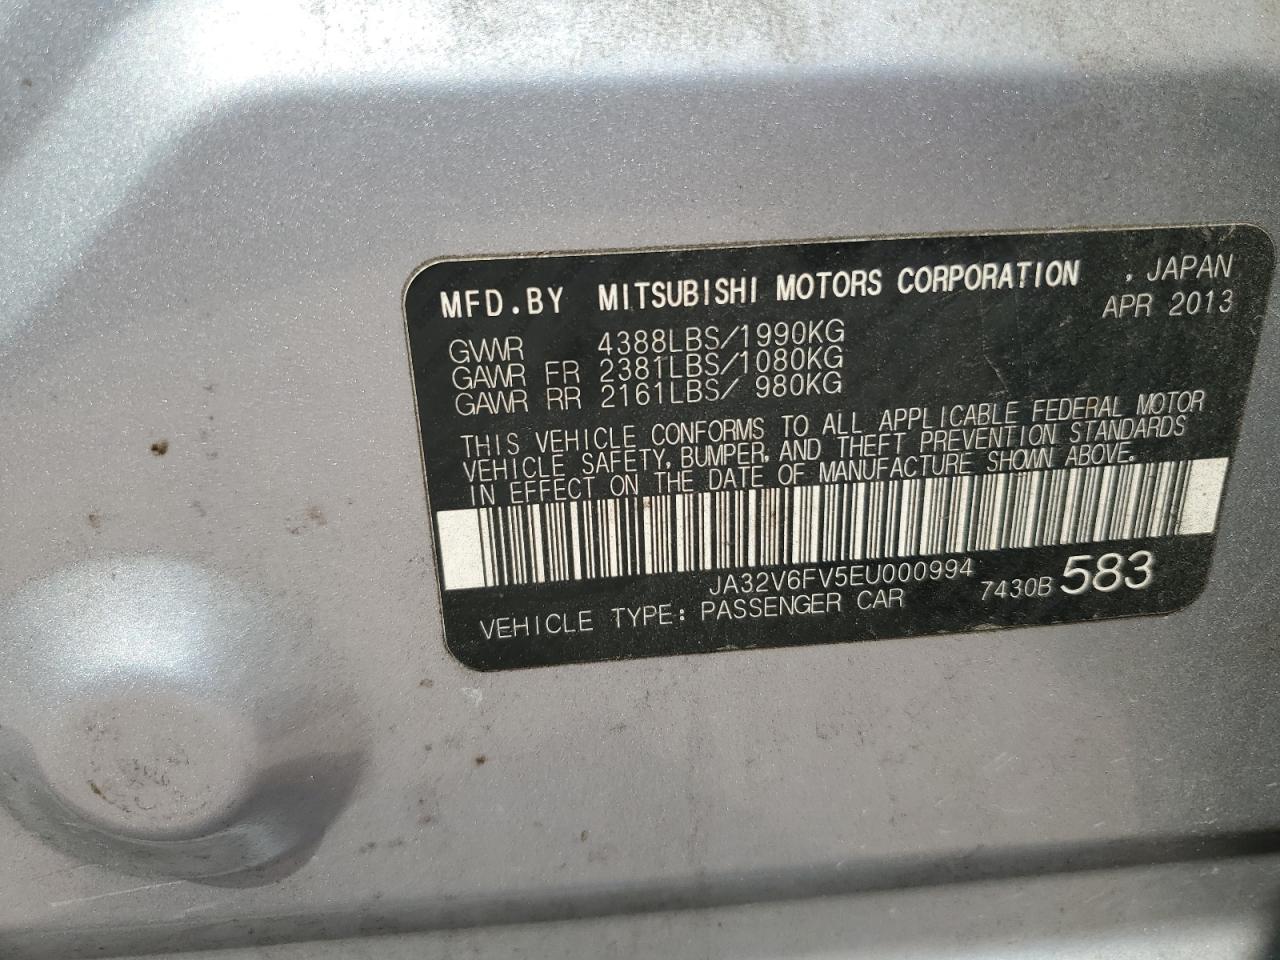 MFD.BY MITSUBISHI MOTORS CORPORATION , JAPAN
APR 2013
GVWR 4388LBS/1990KG
GAWR FR 2381LBS/1080KG
GAWR RR 2161LBS/ 980KG
THIS VEHICLE CONFORMS TO ALL APPLICABLE FEDERAL MOTOR
VEHICLE SAFETY, BUMPER, AND THEFT PREVENTION STANDARDS
IN EFFECT ON THE DATE OF MANUFACTURE SHOWN ABOVE.
JA32V6FV5EU000994
VEHICLE TYPE: PASSENGER CAR 7430B 583